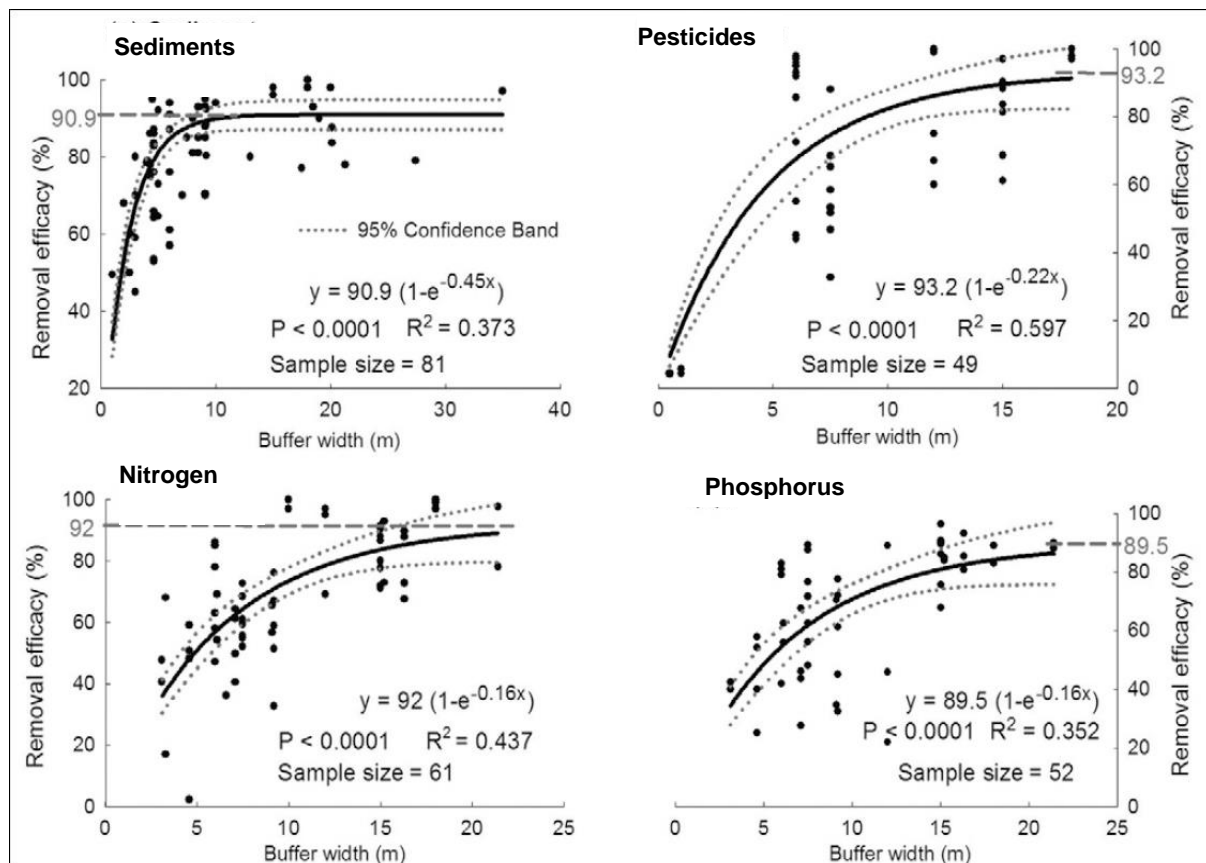 Sediments
Removal efficacy (%)
100
90.9
80
60
40
20
0
10
20
30
40
Buffer width (m)
95% Confidence Band
y = 90.9 (1-e^-0.45x)
P < 0.0001 R² = 0.373
Sample size = 81
Pesticides
100
93.2
80
60
40
20
0
Removal efficacy (%)
0
5
10
15
20
Buffer width (m)
y = 93.2 (1-e^-0.22x)
P < 0.0001 R² = 0.597
Sample size = 49
Nitrogen
Removal efficacy (%)
100
92
80
60
40
20
0
0
5
10
15
20
25
Buffer width (m)
y = 92 (1-e^-0.16x)
P < 0.0001 R² = 0.437
Sample size = 61
Phosphorus
100
89.5
80
60
40
20
0
Removal efficacy (%)
0
5
10
15
20
25
Buffer width (m)
y = 89.5 (1-e^-0.16x)
P < 0.0001 R² = 0.352
Sample size = 52